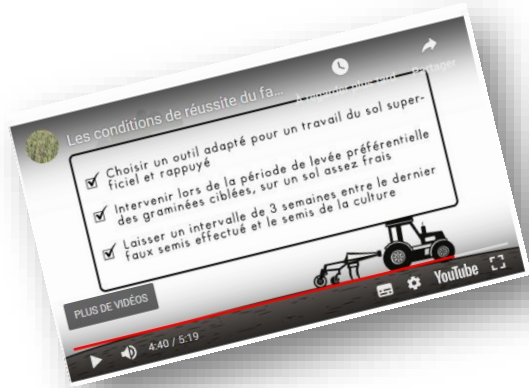 Les conditions de réussite du fa...
À regarder plus tard
Partager
Choisir un outil adapté pour un travail du sol super-
ficiel et rappuyé
Intervenir lors de la période de levée préférentielle
des graminées ciblées, sur un sol assez frais
Laisser un intervalle de 3 semaines entre le dernier
faux semis effectué et le semis de la culture
PLUS DE VIDÉOS
4:40 / 5:19
YouTube